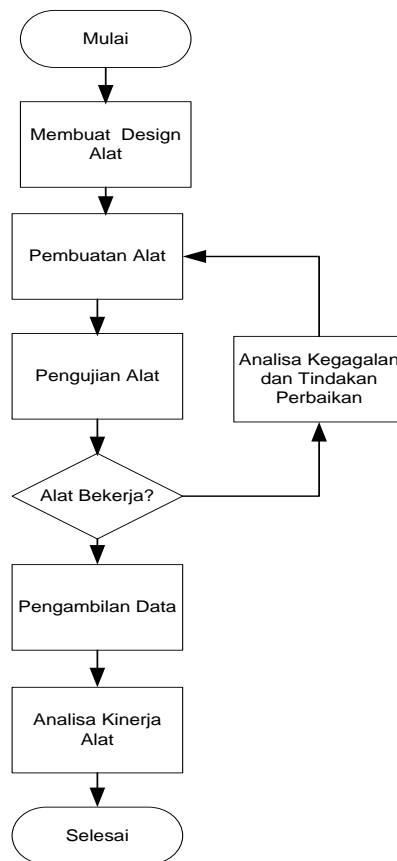 Mulai
Membuat Design
Alat
Pembuatan Alat
Pengujian Alat
Analisa Kegagalan
dan Tindakan
Perbaikan
Alat Bekerja?
Pengambilan Data
Analisa Kinerja
Alat
Selesai